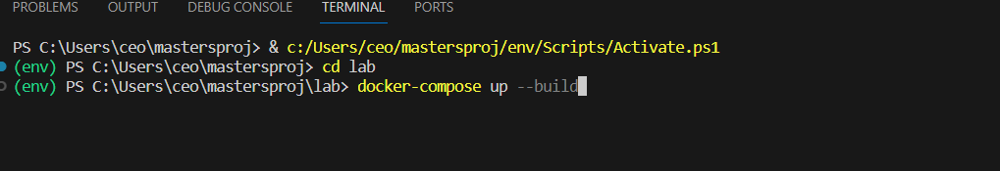 PROBLEMS OUTPUT DEBUG CONSOLE TERMINAL PORTS
PS C:\Users\ceo\mastersproj> & c:/Users/ceo/mastersproj/env/Scripts/Activate.ps1
(env) PS C:\Users\ceo\mastersproj> cd lab
(env) PS C:\Users\ceo\mastersproj\lab> docker-compose up --build